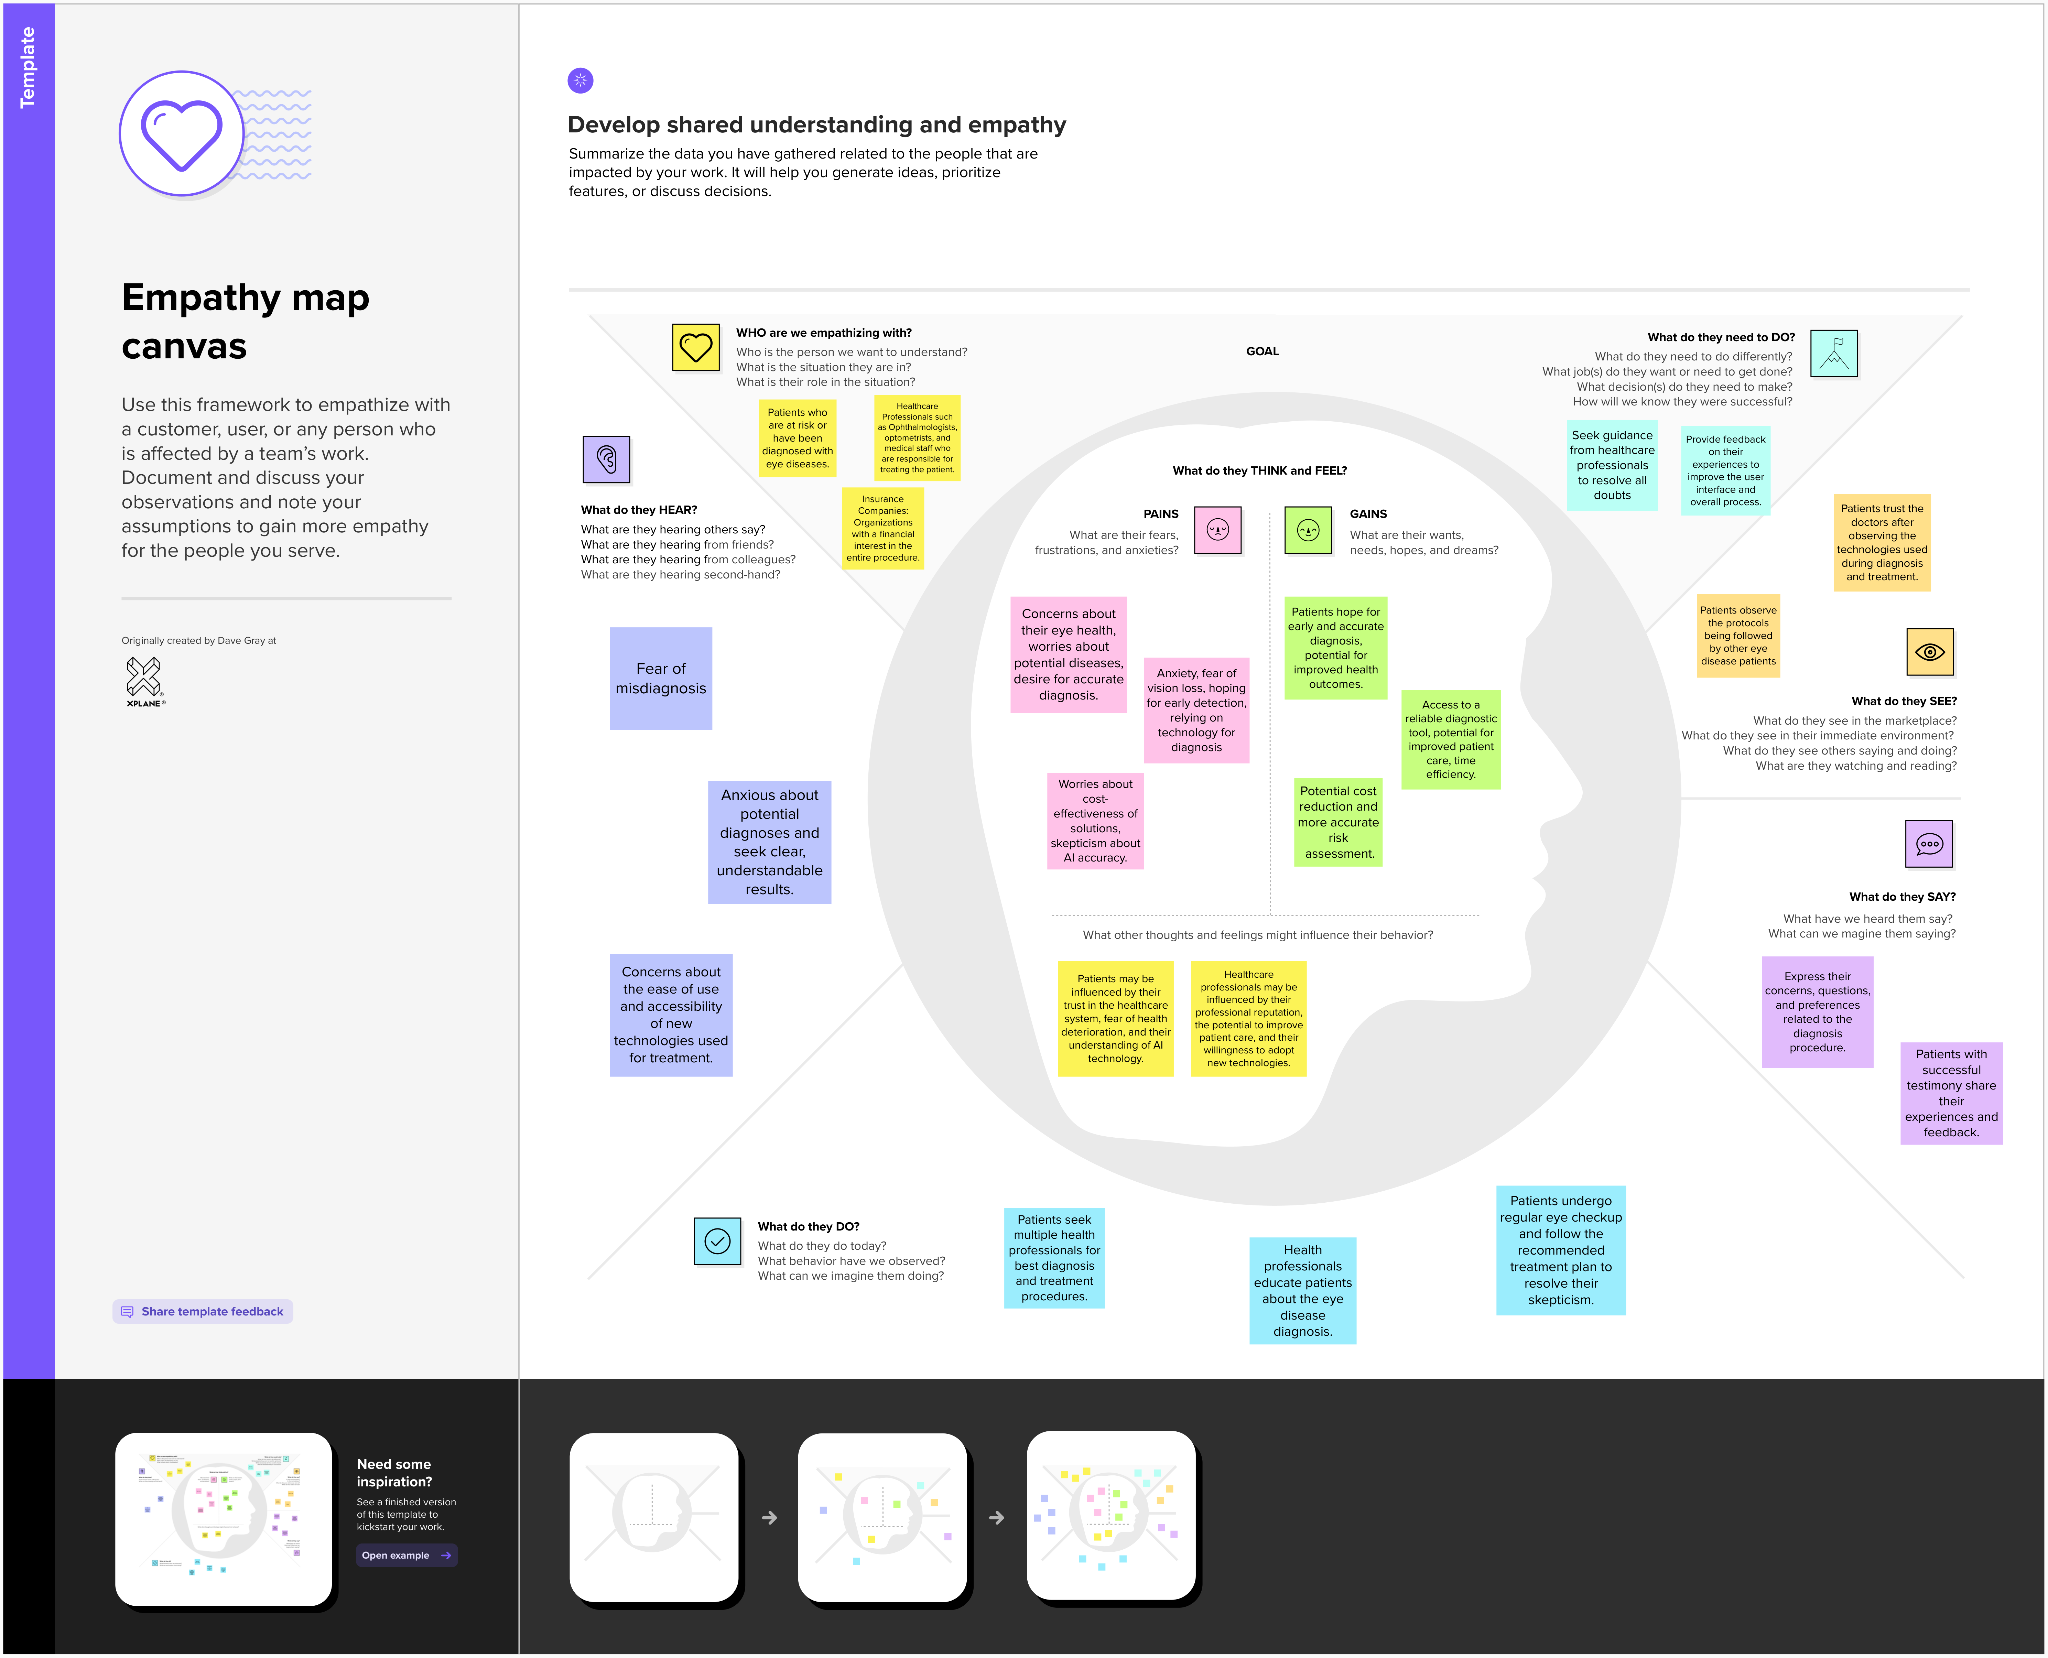 Template
Empathy map
canvas
Use this framework to empathize with
a customer, user, or any person who
is affected by a team's work.
Document and discuss your
observations and note your
assumptions to gain more empathy
for the people you serve.
Originally created by Dave Gray at
XPLANE®
Share template feedback
Develop shared understanding and empathy
Summarize the data you have gathered related to the people that are
impacted by your work. It will help you generate ideas, prioritize
features, or discuss decisions.
WHO are we empathizing with?
Who is the person we want to understand?
What is the situation they are in?
What is their role in the situation?
Patients who
are at risk or
have been
diagnosed with
eye diseases.
Healthcare
Professionals such
as Ophthalmologists,
optometrists, and
medical staff who
are responsible for
treating the patient.
Insurance
Companies:
Organizations
with a financial
interest in the
entire procedure.
GOAL
What do they need to DO?
What do they need to do differently?
What job(s) do they want or need to get done?
What decision(s) do they need to make?
How will we know they were successful?
Seek guidance
from healthcare
professionals
to resolve all
doubts
Provide feedback
on their
experiences to
improve the user
interface and
overall process.
What do they HEAR?
What are they hearing others say?
What are they hearing from friends?
What are they hearing from colleagues?
What are they hearing second-hand?
Fear of
misdiagnosis
Anxious about
potential
diagnoses and
seek clear,
understandable
results.
Concerns about
the ease of use
and accessibility
of new
technologies used
for treatment.
What do they THINK and FEEL?
PAINS
What are their fears,
frustrations, and anxieties?
GAINS
What are their wants,
needs, hopes, and dreams?
Concerns about
their eye health,
worries about
potential diseases,
desire for accurate
diagnosis.
Anxiety, fear of
vision loss, hoping
for early detection,
relying on
technology for
diagnosis
Worries about
cost-
effectiveness of
solutions,
skepticism about
AI accuracy.
Patients hope for
early and accurate
diagnosis,
potential for
improved health
outcomes.
Access to a
reliable diagnostic
tool, potential for
improved patient
care, time
efficiency.
Potential cost
reduction and
more accurate
risk
assessment.
What other thoughts and feelings might influence their behavior?
Patients may be
influenced by their
trust in the healthcare
system, fear of health
deterioration, and their
understanding of AI
technology.
Healthcare
professionals may be
influenced by their
professional reputation,
the potential to improve
patient care, and their
willingness to adopt
new technologies.
Patients trust the
doctors after
observing the
technologies used
during diagnosis
and treatment.
Patients observe
the protocols
being followed
by other eye
disease patients
What do they SEE?
What do they see in the marketplace?
What do they see in their immediate environment?
What do they see others saying and doing?
What are they watching and reading?
What do they SAY?
What have we heard them say?
What can we magine them saying?
Express their
concerns, questions,
and preferences
related to the
diagnosis
procedure.
Patients with
successful
testimony share
their
experiences and
feedback.
What do they DO?
What do they do today?
What behavior have we observed?
What can we imagine them doing?
Patients seek
multiple health
professionals for
best diagnosis
and treatment
procedures.
Health
professionals
educate patients
about the eye
disease
diagnosis.
Patients undergo
regular eye checkup
and follow the
recommended
treatment plan to
resolve their
skepticism.
Need some
inspiration?
See a finished version
of this template to
kickstart your work.
Open example